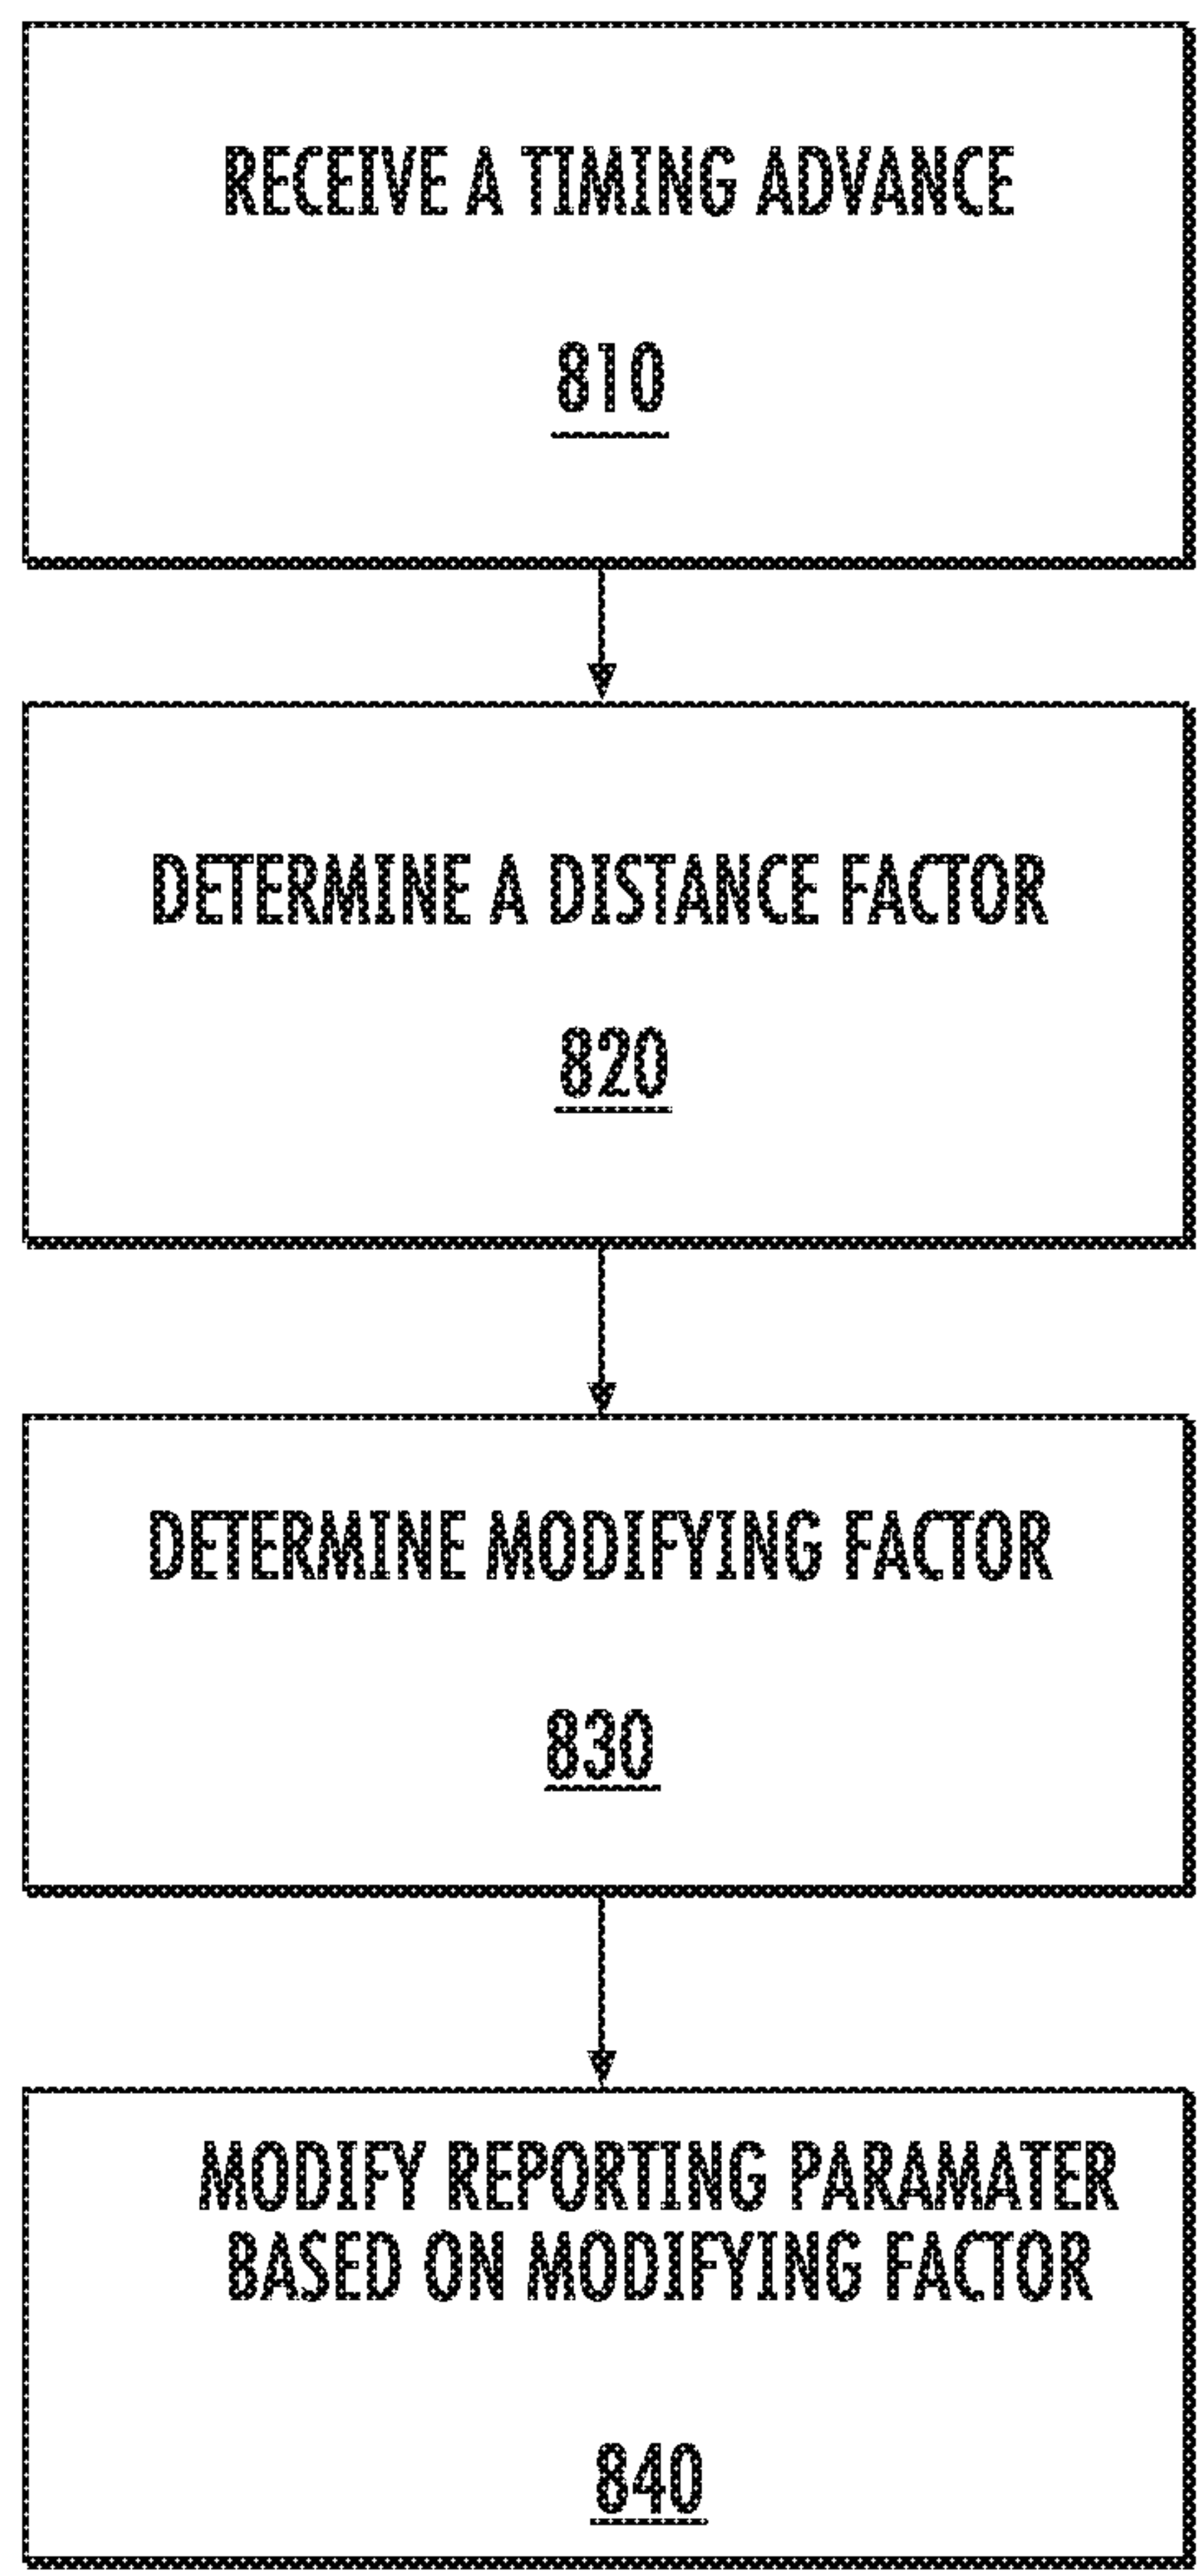 RECEIVE A TIMING ADVANCE
810
DETERMINE A DISTANCE FACTOR
820
DETERMINE MODIFYING FACTOR
830
MODIFY REPORTING PARAMATER
BASED ON MODIFYING FACTOR
840